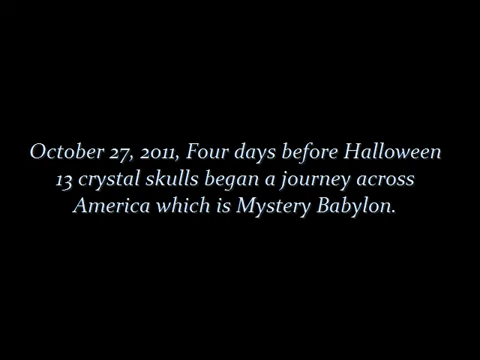 October 27, 2011, Four days before Halloween
13 crystal skulls began a journey across
America which is Mystery Babylon.